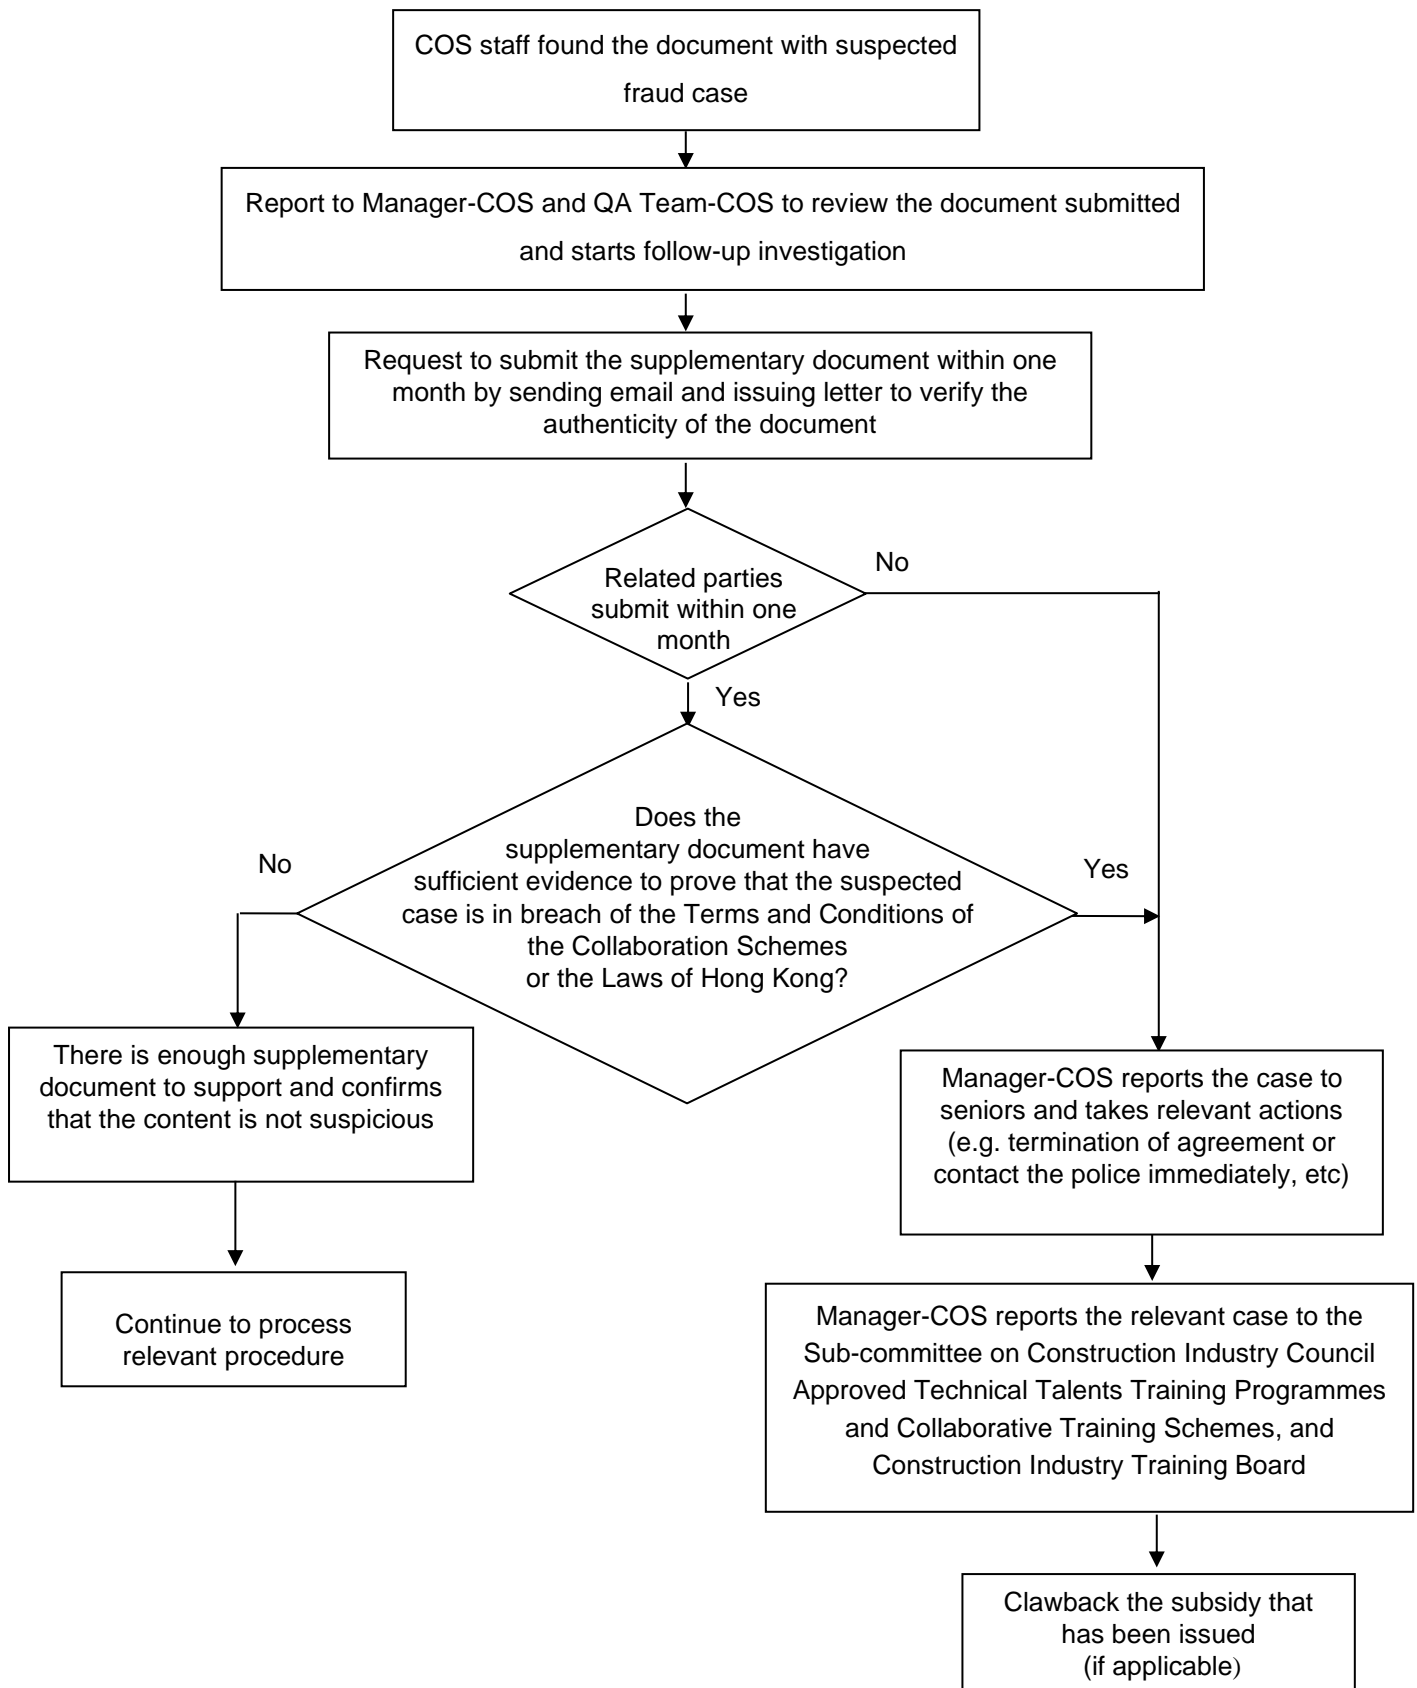 COS staff found the document with suspected
fraud case
Report to Manager-COS and QA Team-COS to review the document submitted
and starts follow-up investigation
Request to submit the supplementary document within one
month by sending email and issuing letter to verify the
authenticity of the document
No
Related parties
submit within one
month
Yes
Does the
supplementary document have
sufficient evidence to prove that the suspected
case is in breach of the Terms and Conditions of
the Collaboration Schemes
or the Laws of Hong Kong?
No
Yes
There is enough supplementary
document to support and confirms
that the content is not suspicious
Manager-COS reports the case to
seniors and takes relevant actions
(e.g. termination of agreement or
contact the police immediately, etc)
Continue to process
relevant procedure
Manager-COS reports the relevant case to the
Sub-committee on Construction Industry Council
Approved Technical Talents Training Programmes
and Collaborative Training Schemes, and
Construction Industry Training Board
Clawback the subsidy that
has been issued
(if applicable)